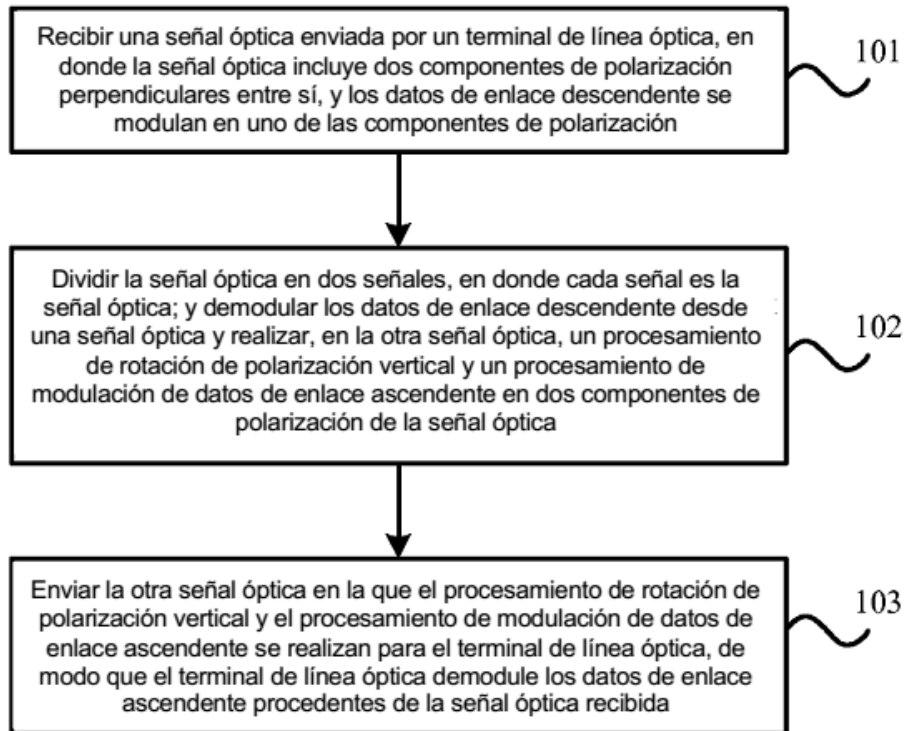 Recibir una señal óptica enviada por un terminal de línea óptica, en
donde la señal óptica incluye dos componentes de polarización
perpendiculares entre sí, y los datos de enlace descendente se
modulan en uno de las componentes de polarización
101
Dividir la señal óptica en dos señales, en donde cada señal es la
señal óptica; y demodular los datos de enlace descendente desde
una señal óptica y realizar, en la otra señal óptica, un procesamiento
de rotación de polarización vertical y un procesamiento de
modulación de datos de enlace ascendente en dos componentes de
polarización de la señal óptica
102
Enviar la otra señal óptica en la que el procesamiento de rotación de
polarización vertical y el procesamiento de modulación de datos de
enlace ascendente se realizan para el terminal de línea óptica, de
modo que el terminal de línea óptica demodule los datos de enlace
ascendente procedentes de la señal óptica recibida
103